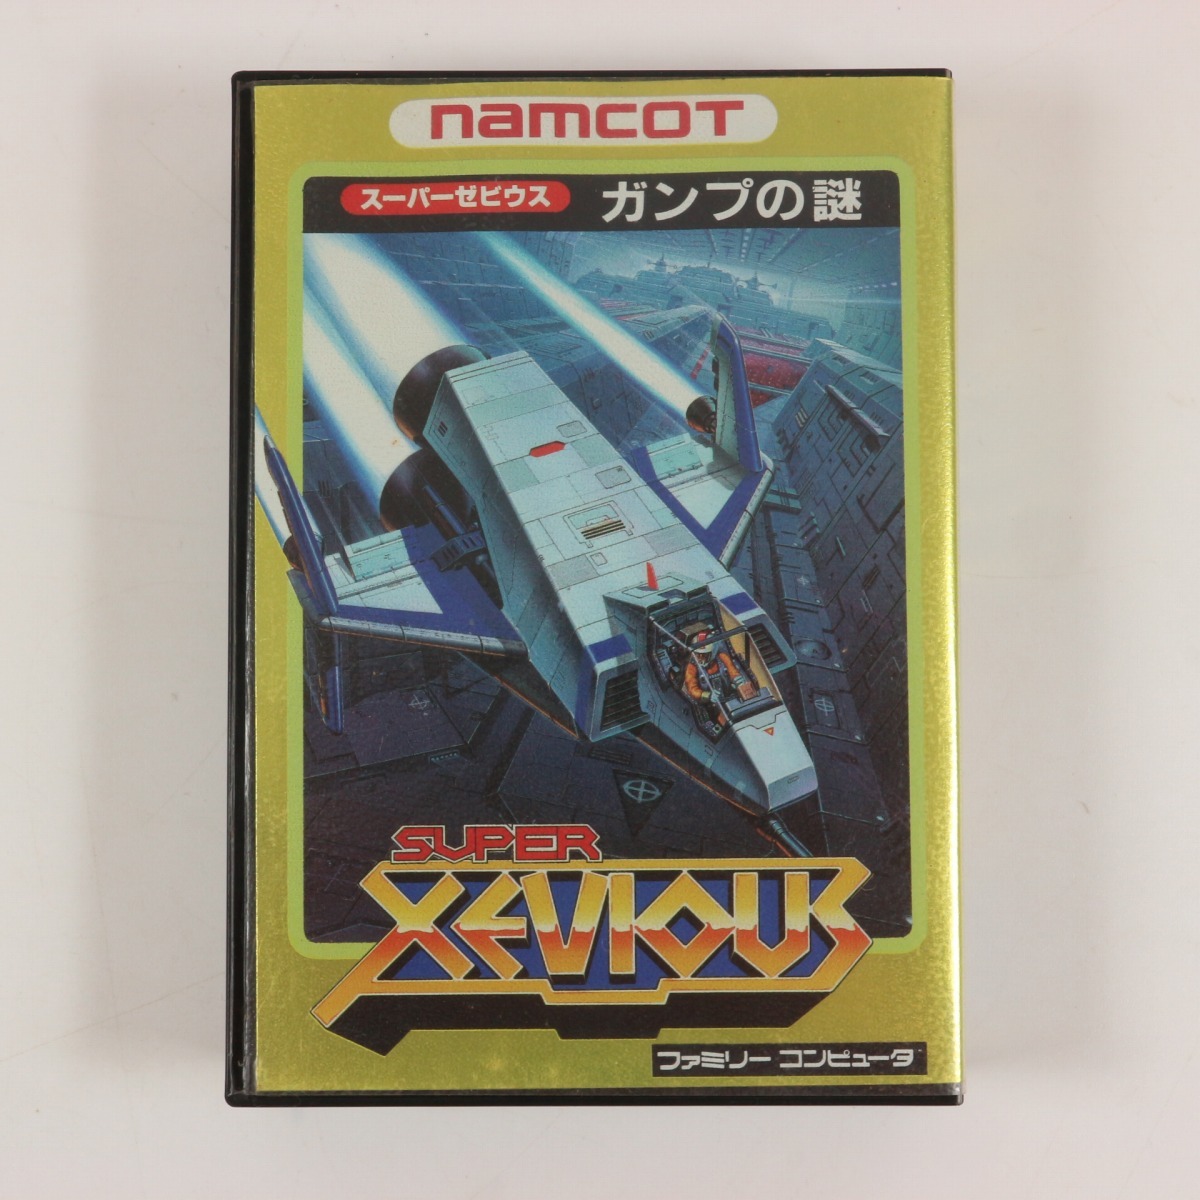 namcot
スーパーゼビウス
ガンプの謎
SUPER
XEVIOUS
ファミリー コンピュータ